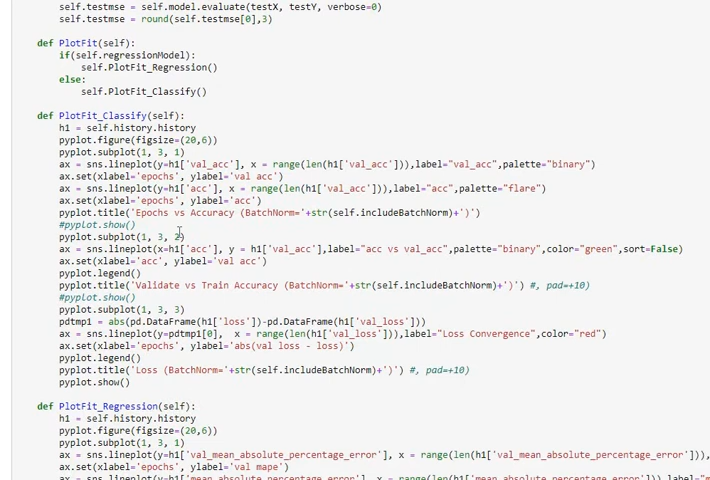 self.testmse = self.model.evaluate(testX, testY, verbose=0)
self.testmse = round(self.testmse[0],3)
def PlotFit(self):
if(self.regressionModel):
self.PlotFit_Regression()
else:
self.PlotFit_Classify()
def PlotFit_Classify(self):
h1 = self.history.history
pyplot.figure(figsize=(20,6))
pyplot.subplot(1, 3, 1)
ax = sns.lineplot(y=h1['val_acc'], x = range(len(h1['val_acc'])),label="val_acc",palette="binary")
ax.set(xlabel='epochs', ylabel='val acc')
ax = sns.lineplot(y=h1['acc'], x = range(len(h1['val_acc'])),label="acc",palette="flare")
ax.set(xlabel='epochs', ylabel='acc')
pyplot.title('Epochs vs Accuracy (BatchNorm='+str(self.includeBatchNorm)+')')
#pyplot.show()
pyplot.subplot(1, 3, 2)
ax = sns.lineplot(x=h1['acc'], y = h1['val_acc'],label="acc vs val_acc",palette="binary",color="green",sort=False)
ax.set(xlabel='acc', ylabel='val acc')
pyplot.legend()
pyplot.title('Validate vs Train Accuracy (BatchNorm='+str(self.includeBatchNorm)+')') #, pad=+10)
#pyplot.show()
pyplot.subplot(1, 3, 3)
pdtmp1 = abs(pd.DataFrame(h1['loss'])-pd.DataFrame(h1['val_loss']))
ax = sns.lineplot(y=pdtmp1[0], x = range(len(h1['val_loss'])),label="Loss Convergence",color="red")
ax.set(xlabel='epochs', ylabel='abs(val loss - loss)')
pyplot.legend()
pyplot.title('Loss (BatchNorm='+str(self.includeBatchNorm)+')') #, pad=+10)
pyplot.show()
def PlotFit_Regression(self):
h1 = self.history.history
pyplot.figure(figsize=(20,6))
pyplot.subplot(1, 3, 1)
ax = sns.lineplot(y=h1['val_mean_absolute_percentage_error'], x = range(len(h1['val_mean_absolute_percentage_error'])),
ax.set(xlabel='epochs', ylabel='val mape')
ax = sns.lineplot(y=h1['mean_absolute_percentage_error'], x = range(len(h1['mean_absolute_percentage_error'])),label="m